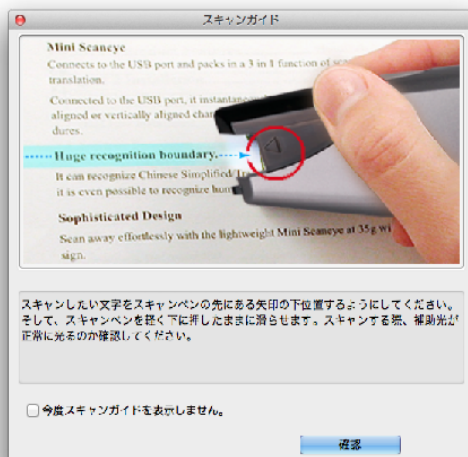 スキャンガイド
Mini Scaneye
Connects to the USB port and packs in a 3 in 1 function of
translation.
Connected to the USB port, it
aligned or vertically aligned
dures.
Huge recognition boundary.
It can recognize Chinese Simplified/
it is even possible to recognize
Sophisticated Design
Scan away effortlessly with the lightweight Mini Scaneye at 35g
sign.
スキャンしたい文字をスキャンペンの先にある矢印の下位置するようにしてください。
そして、スキャンペンを軽く下に押したままに滑らせます。スキャンする際、補助光が
正常に光るのか確認してください。
今度スキャンガイドを表示しません。
確認